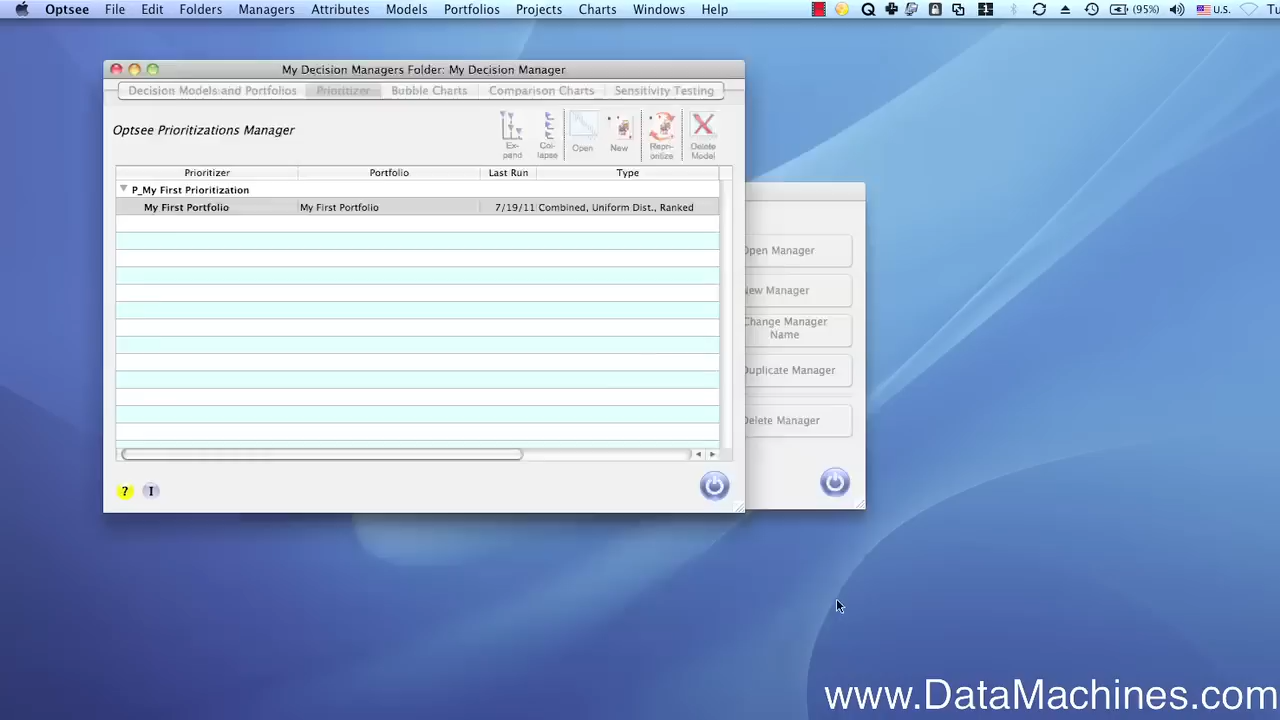 Optsee File Edit Folders Managers Attributes Models Portfolios Projects Charts Windows Help 1 (95%) U.S. Tu
My Decision Managers Folder: My Decision Manager
Decision Models and Portfolios Prioritizer Bubble Charts Comparison Charts Sensitivity Testing
Optsee Prioritizations Manager
Ex-
pand
Col-
lapse
Open
New
Repri-
oritize
Delete
Model
Prioritizer Portfolio Last Run Type
P_My First Prioritization
My First Portfolio My First Portfolio 7/19/11 Combined, Uniform Dist., Ranked
Open Manager
New Manager
Change Manager
Name
Duplicate Manager
Delete Manager
? I
www.DataMachines.com